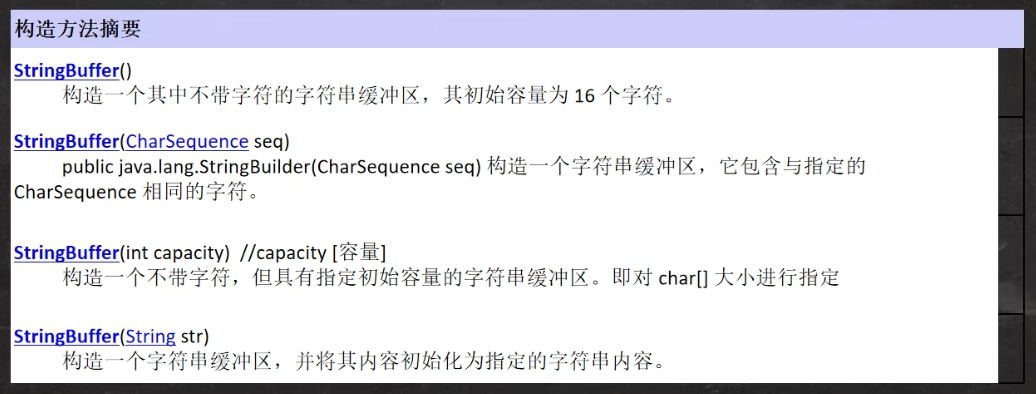 构造方法摘要
StringBuffer()
构造一个其中不带字符的字符串缓冲区，其初始容量为 16 个字符。
StringBuffer(CharSequence seq)
public java.lang.StringBuilder(CharSequence seq) 构造一个字符串缓冲区，它包含与指定的
CharSequence 相同的字符。
StringBuffer(int capacity) //capacity [容量]
构造一个不带字符，但具有指定初始容量的字符串缓冲区。即对 char[] 大小进行指定
StringBuffer(String str)
构造一个字符串缓冲区，并将其内容初始化为指定的字符串内容。